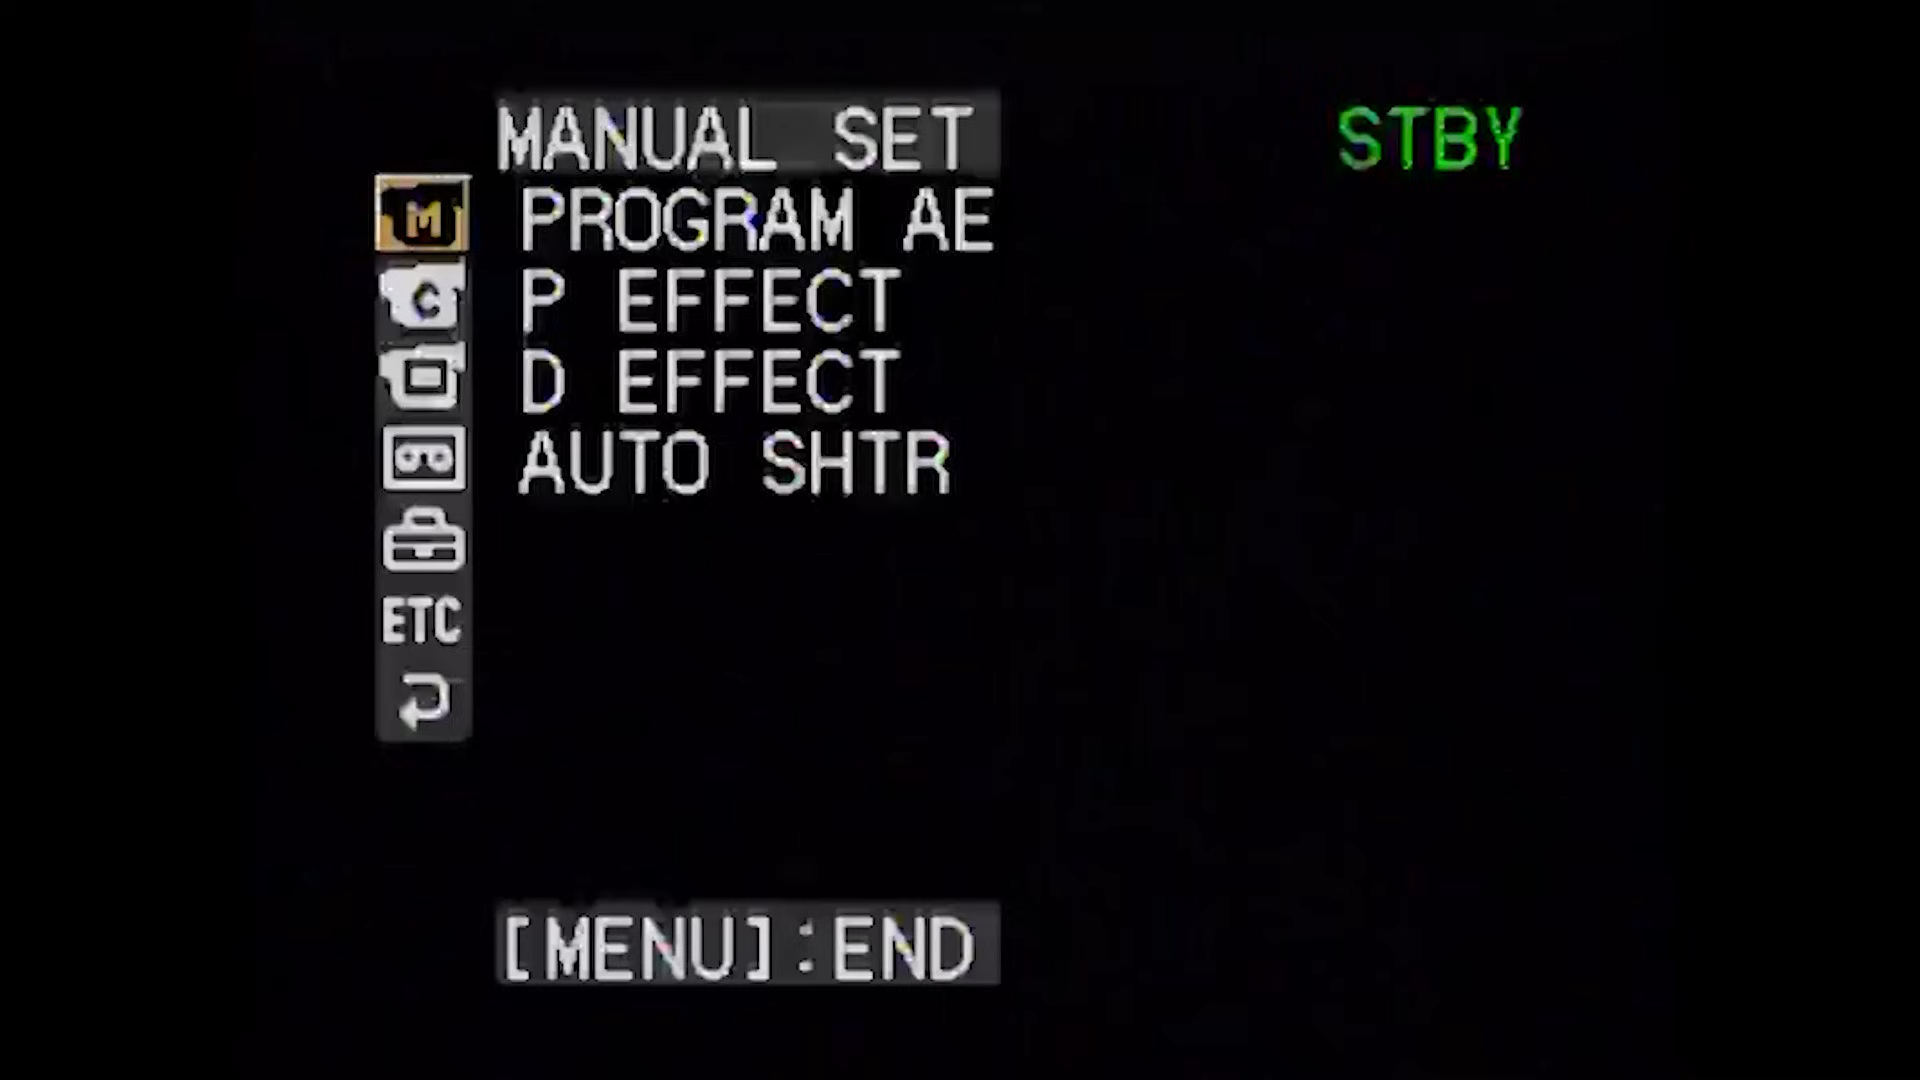 MANUAL SET
STBY
M
PROGRAM AE
C
P EFFECT
D EFFECT
AUTO SHTR
ETC
[MENU]:END